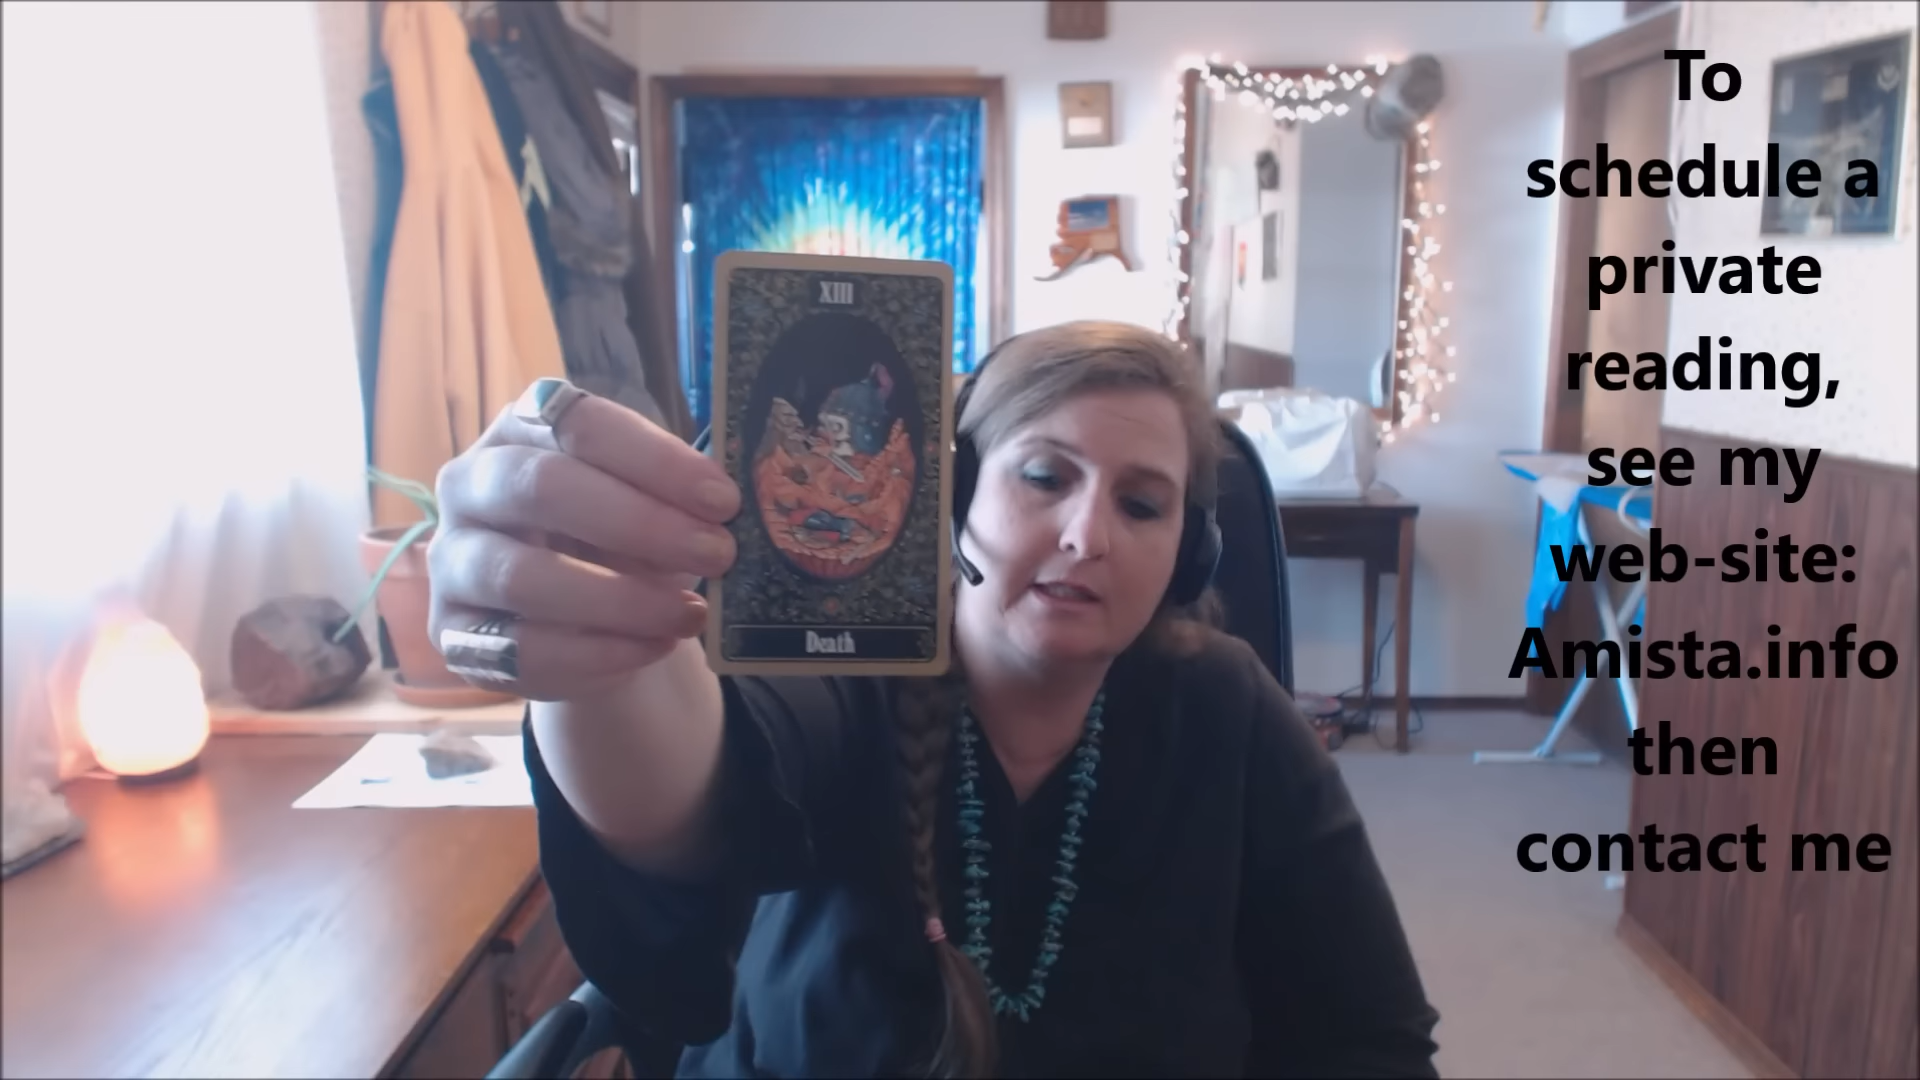 XIII
Death
To
schedule a
private
reading,
see my
web-site:
Amista.info
then
contact me